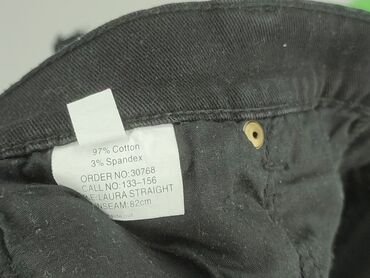 97% Cotton
3% Spandex
ORDER NO:30768
CALL NO:133-156
LAURA STRAIGHT
INSEAM:82cm